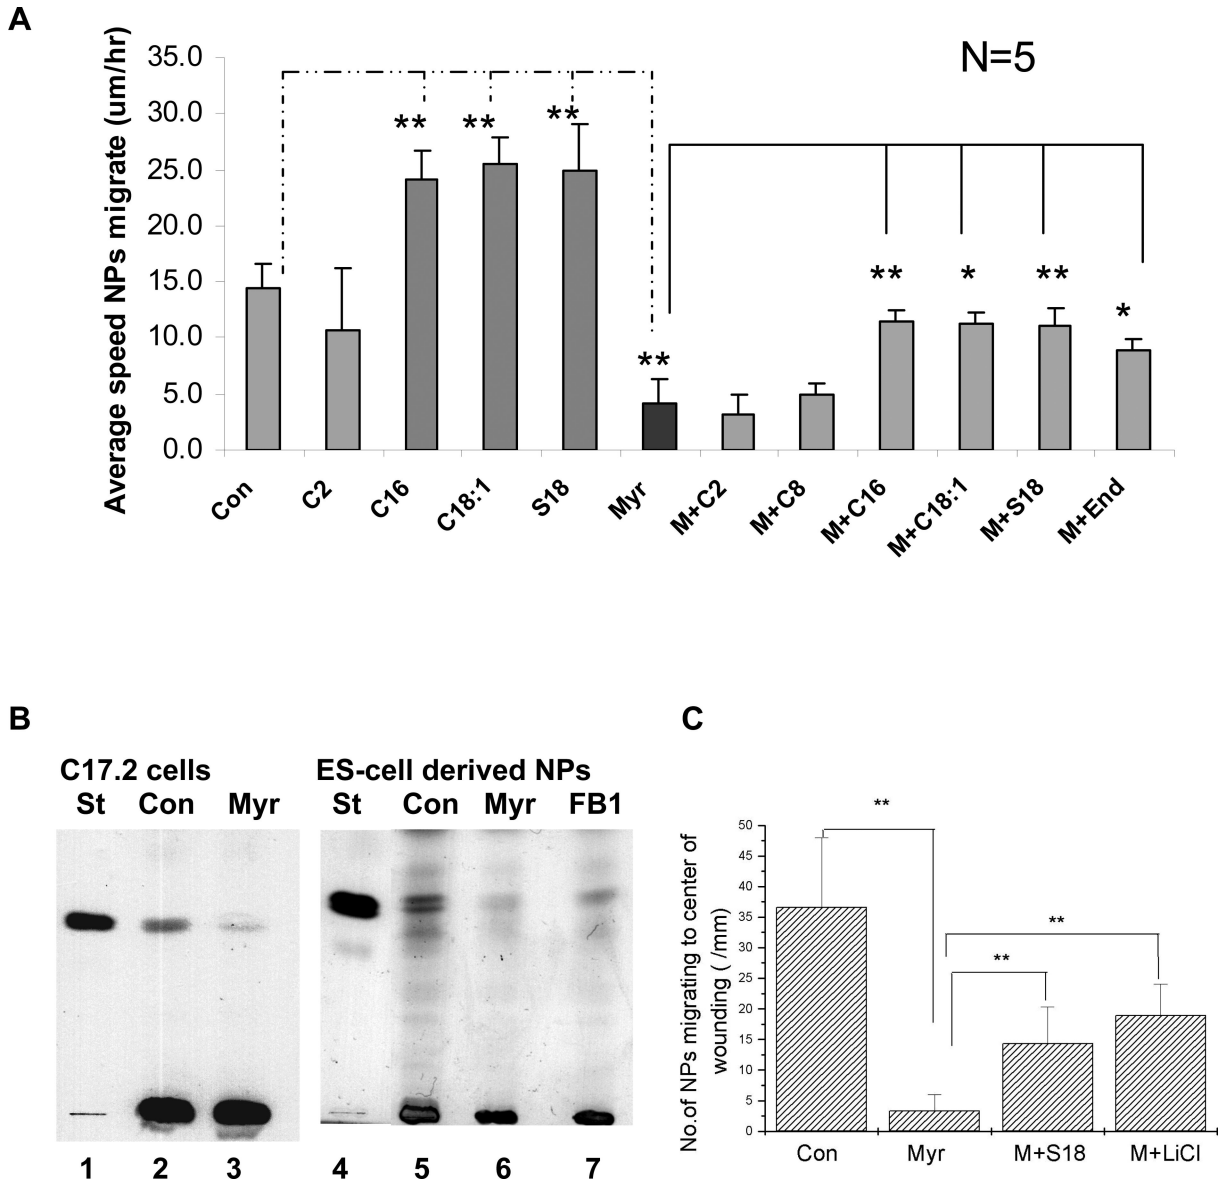 A
N=5
Average speed NPs migrate (um/hr)
35.0
30.0
25.0
20.0
15.0
10.0
5.0
0.0
** ** **
**
** * ** *
Con C2 C16 C18:1 S18 Myr M+C2 M+C8 M+C16 M+C18:1 M+S18 M+End
B
C17.2 cells
St Con Myr
ES-cell derived NPs
St Con Myr FB1
1 2 3
4 5 6 7
C
No.of NPs migrating to center of
wounding ( /mm)
50
45
40
35
30
25
20
15
10
5
0
**
**
**
Con Myr M+S18 M+LiCl